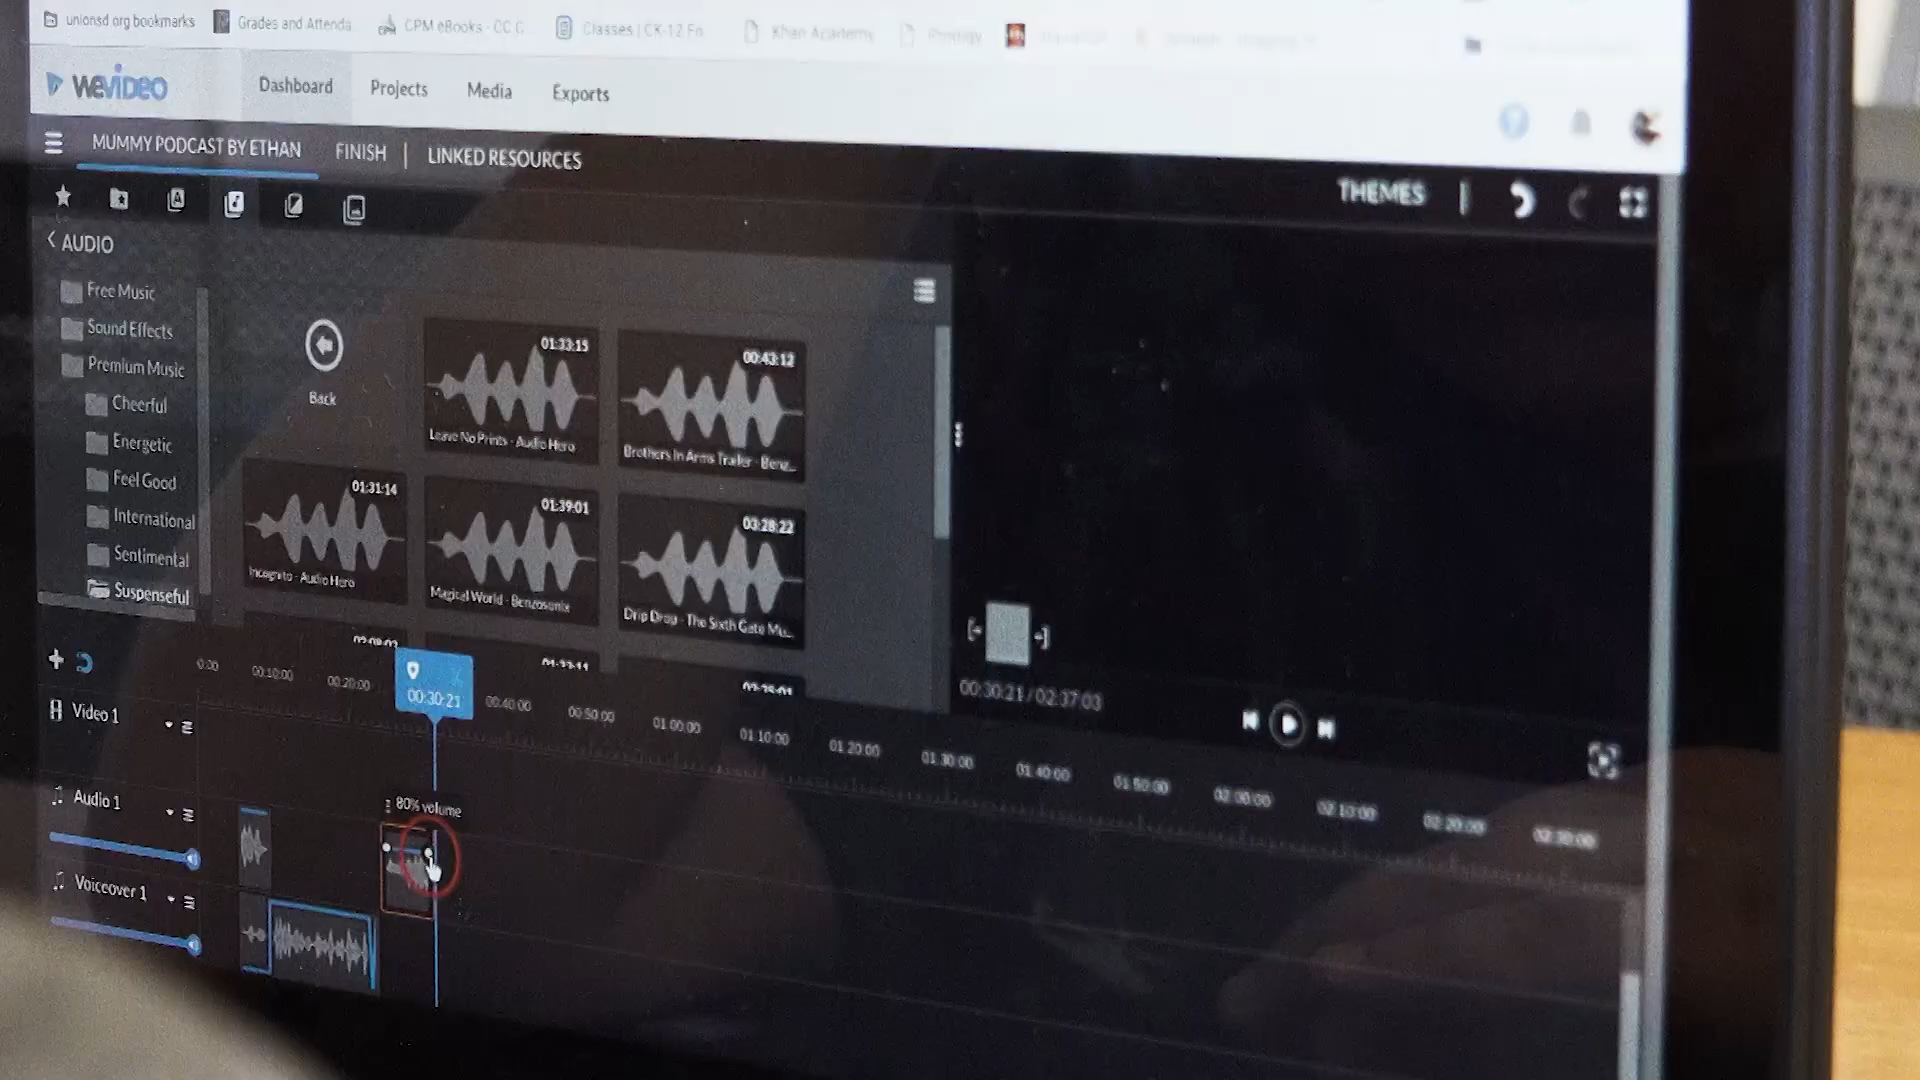 unionsd.org bookmarks Grades and Attenda CPM eBooks - CC C Classes | CK-12 Fo Khan Academy Prodigy
WeVideo Dashboard Projects Media Exports
MUMMY PODCAST BY ETHAN FINISH | LINKED RESOURCES
THEMES
AUDIO
Free Music
Sound Effects
Premium Music
Cheerful
Energetic
Feel Good
International
Sentimental
Suspenseful
Back
01:33:15
Leave No Prints - Audio Hero
00:43:12
Brothers In Arms Trailer - Benz...
01:31:14
Incognito - Audio Hero
01:39:01
Magical World - Benzosonix
03:28:22
Drip Drop - The Sixth Gate Mu...
00:30:21 / 02:37:03
0:00 00:10:00 00:20:00 00:30:21 00:40:00 00:50:00 01:00:00 01:10:00 01:20:00 01:30:00 01:40:00 01:50:00 02:00:00 02:10:00 02:20:00 02:30:00
Video 1
Audio 1
80% volume
Voiceover 1